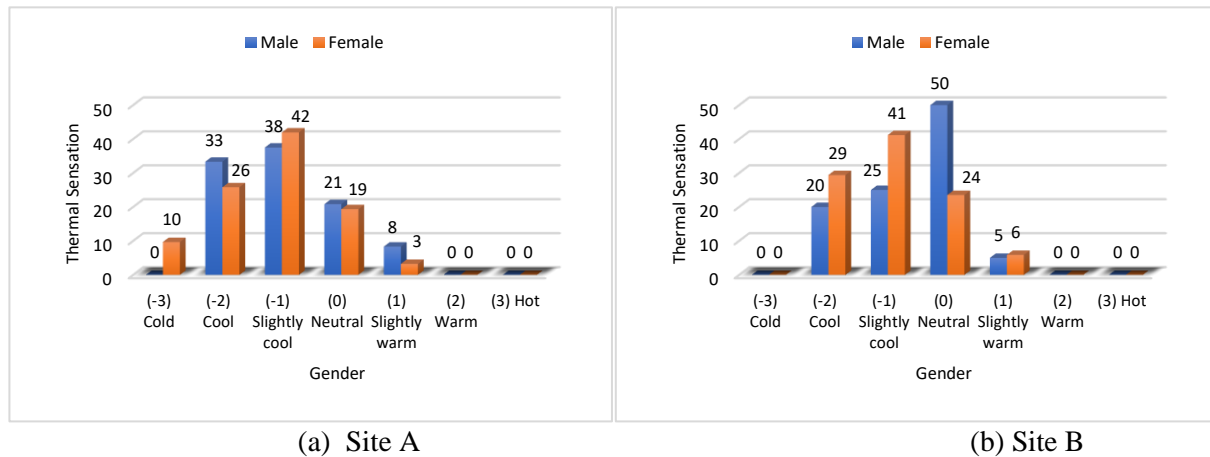 Male Female
50
40
30
20
10
0
Thermal Sensation
0 10 33 26 38 42 21 19 8 3 0 0 0 0
(-3) (-2) (-1) (0) (1) (2) (3) Hot
Cold Cool Slightly Neutral Slightly Warm
cool warm
Gender
(a) Site A
Male Female
50
40
30
20
10
0
Thermal Sensation
0 0 20 29 25 41 50 24 5 6 0 0 0 0
(-3) (-2) (-1) (0) (1) (2) (3) Hot
Cold Cool Slightly Neutral Slightly Warm
cool warm
Gender
(b) Site B